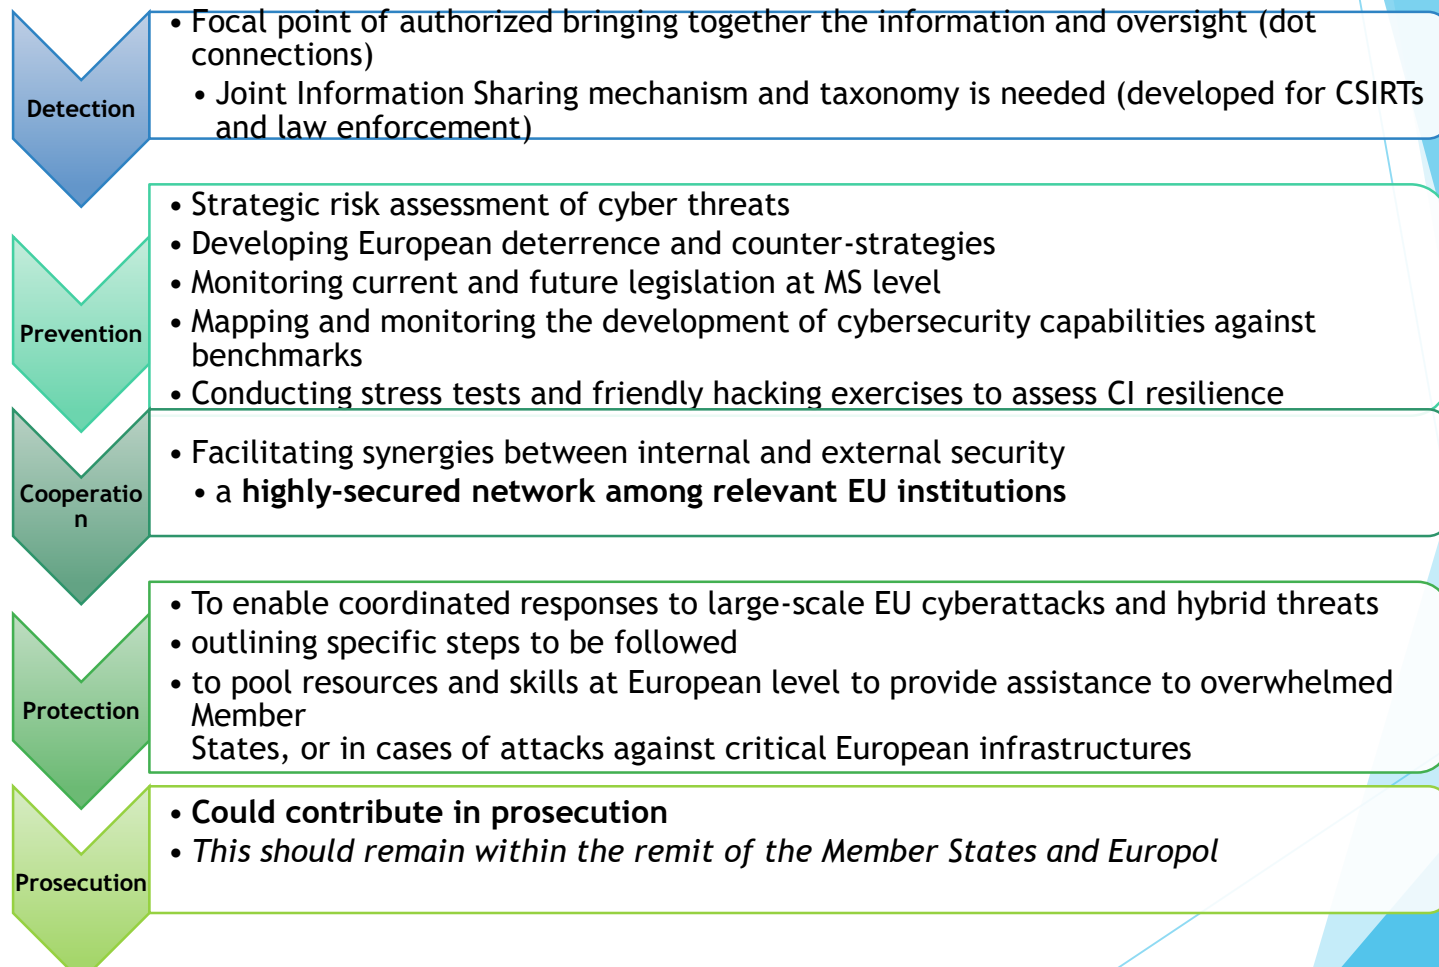 Detection
• Focal point of authorized bringing together the information and oversight (dot
connections)
• Joint Information Sharing mechanism and taxonomy is needed (developed for CSIRTs
and law enforcement)
Prevention
• Strategic risk assessment of cyber threats
• Developing European deterrence and counter-strategies
• Monitoring current and future legislation at MS level
• Mapping and monitoring the development of cybersecurity capabilities against
benchmarks
• Conducting stress tests and friendly hacking exercises to assess CI resilience
Cooperatio
n
• Facilitating synergies between internal and external security
• a highly-secured network among relevant EU institutions
Protection
• To enable coordinated responses to large-scale EU cyberattacks and hybrid threats
• outlining specific steps to be followed
• to pool resources and skills at European level to provide assistance to overwhelmed
Member
States, or in cases of attacks against critical European infrastructures
Prosecution
• Could contribute in prosecution
• This should remain within the remit of the Member States and Europol